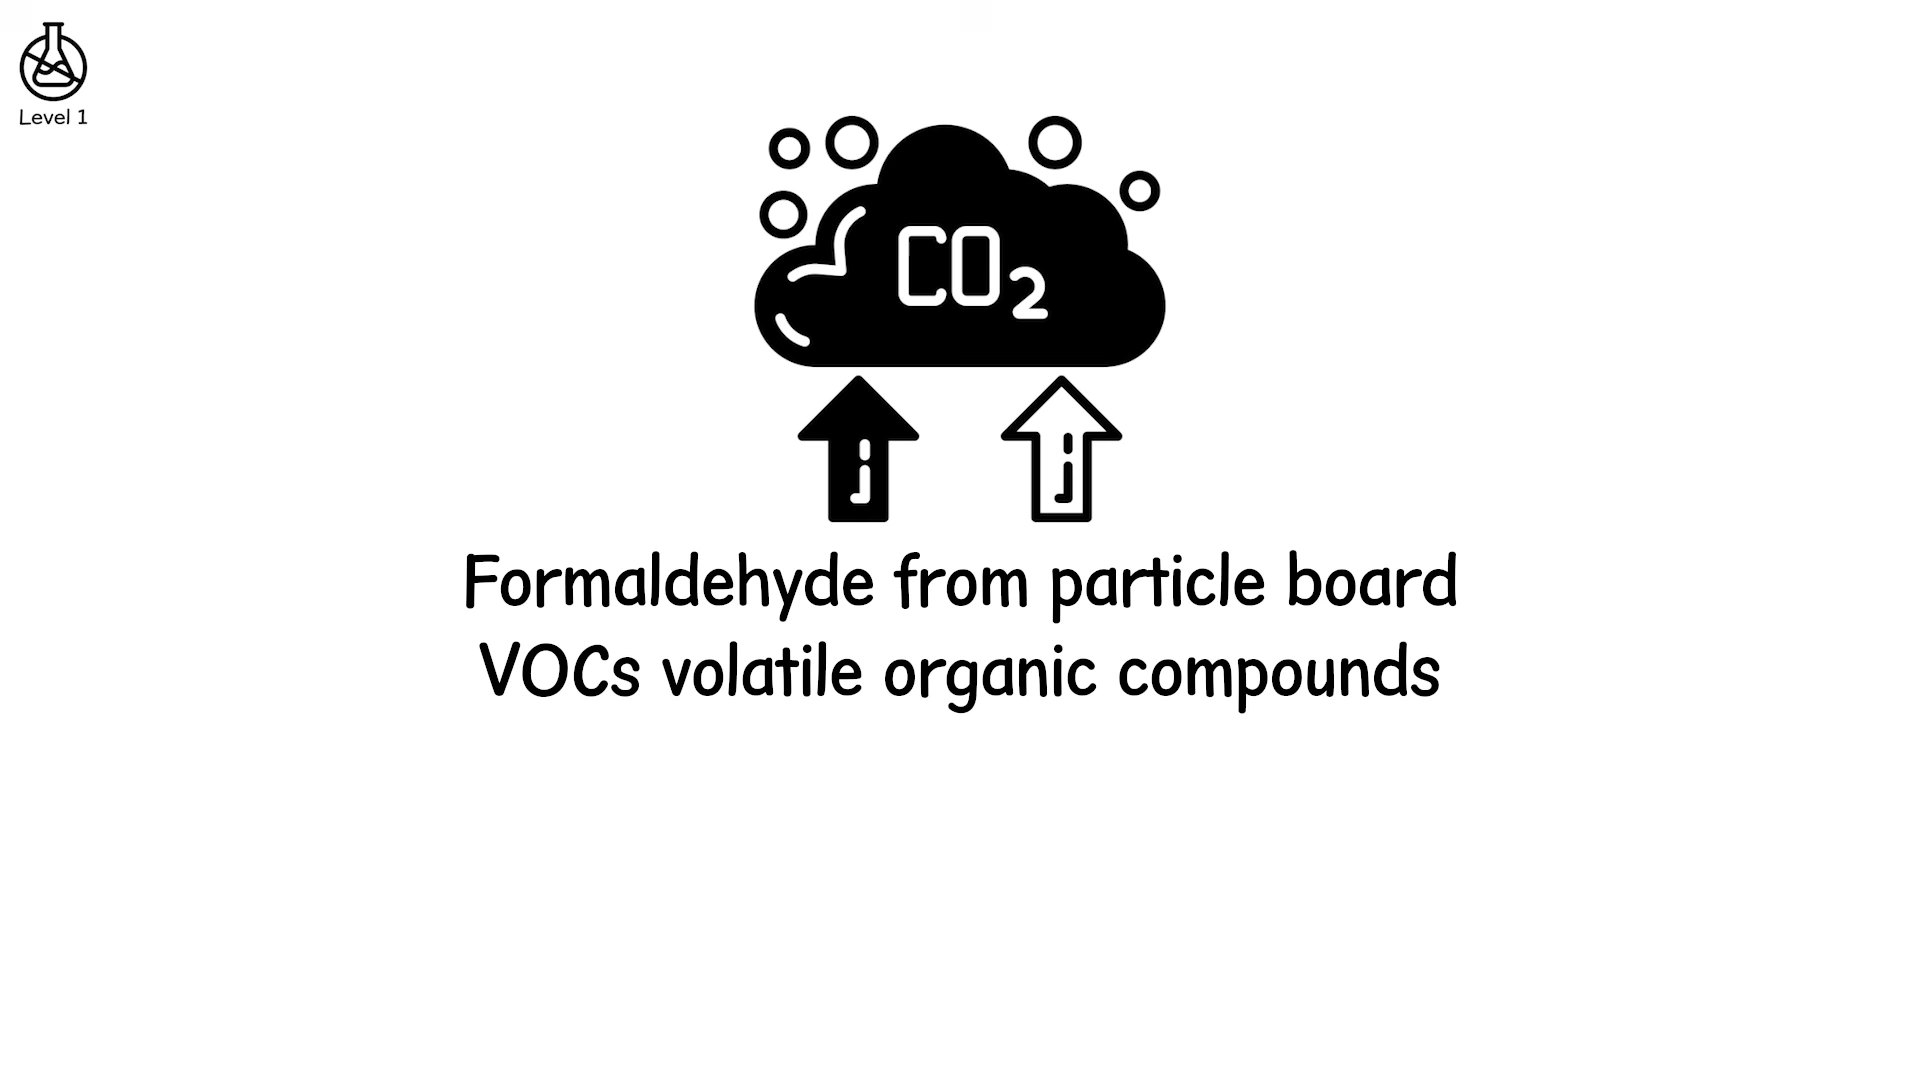 Level 1
CO₂
Formaldehyde from particle board
VOCs volatile organic compounds